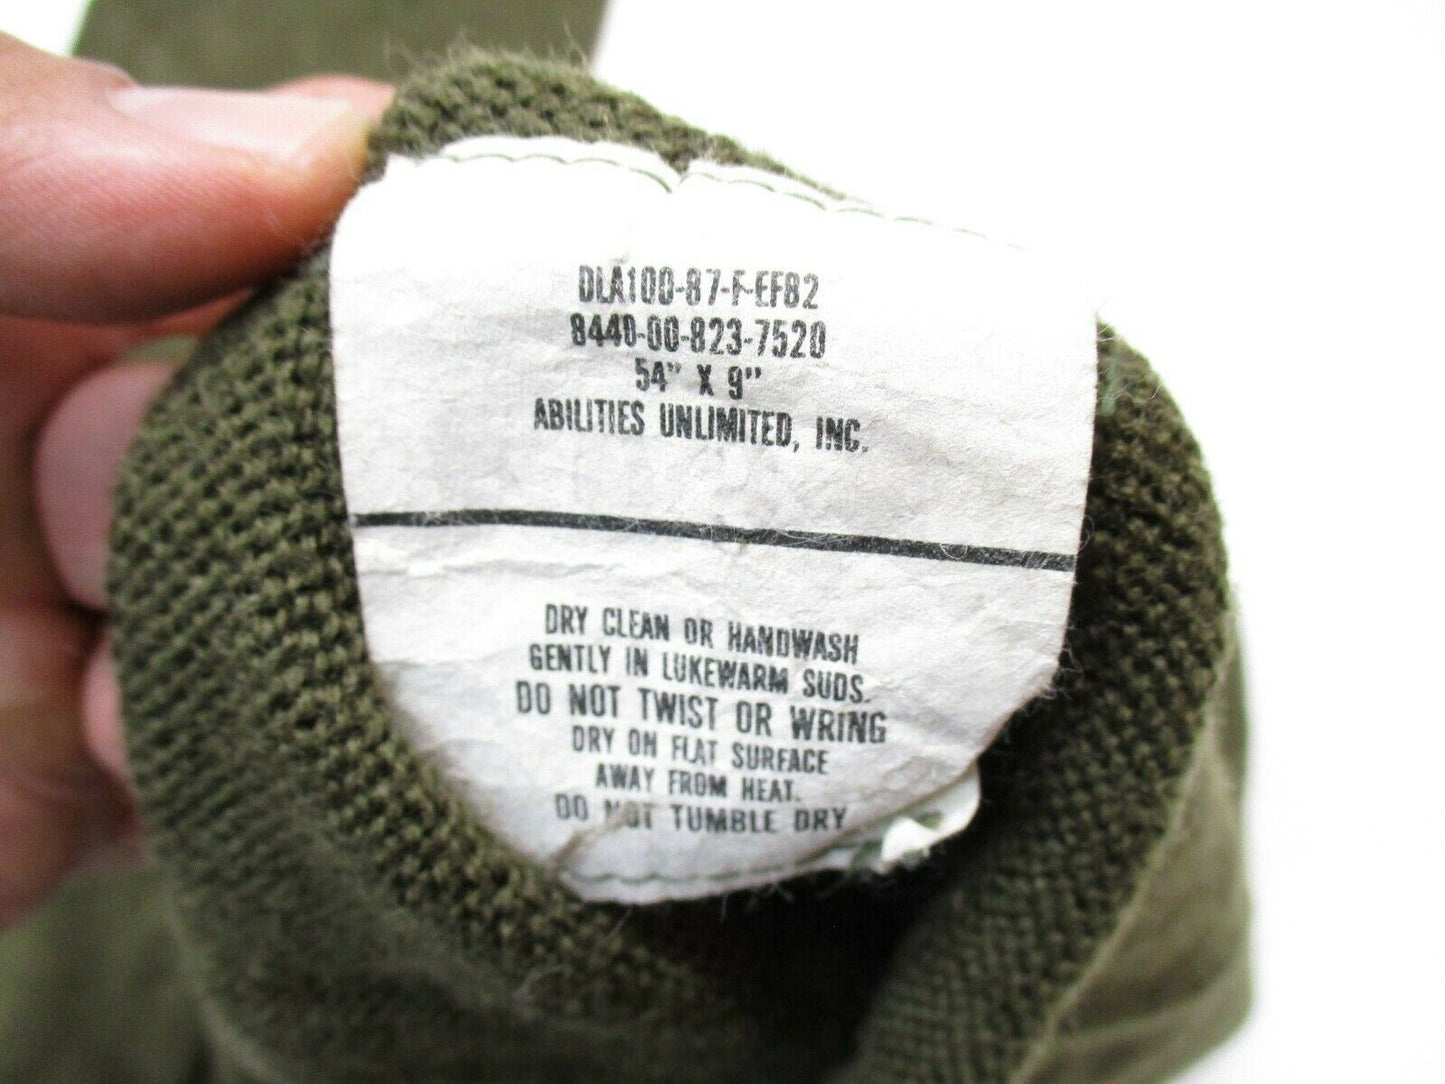 DLA100-87-F-EF82
8440-00-823-7520
54" X 9"
ABILITIES UNLIMITED, INC.
DRY CLEAN OR HANDWASH
GENTLY IN LUKEWARM SUDS.
DO NOT TWIST OR WRING
DRY ON FLAT SURFACE
AWAY FROM HEAT.
DO NOT TUMBLE DRY